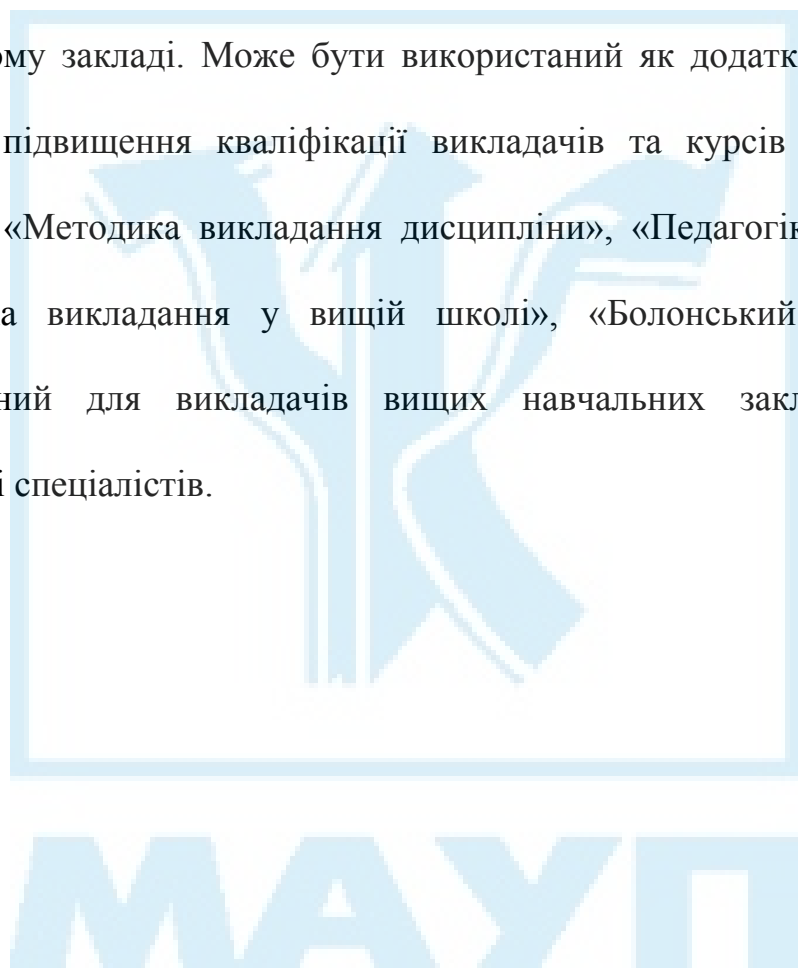 ому закладі. Може бути використаний як додатк
підвищення кваліфікації викладачів та курсів
«Методика викладання дисципліни», «Педагогік
а викладання у вищій школі», «Болонський
ний для викладачів вищих навчальних закл
і спеціалістів.
МАУП